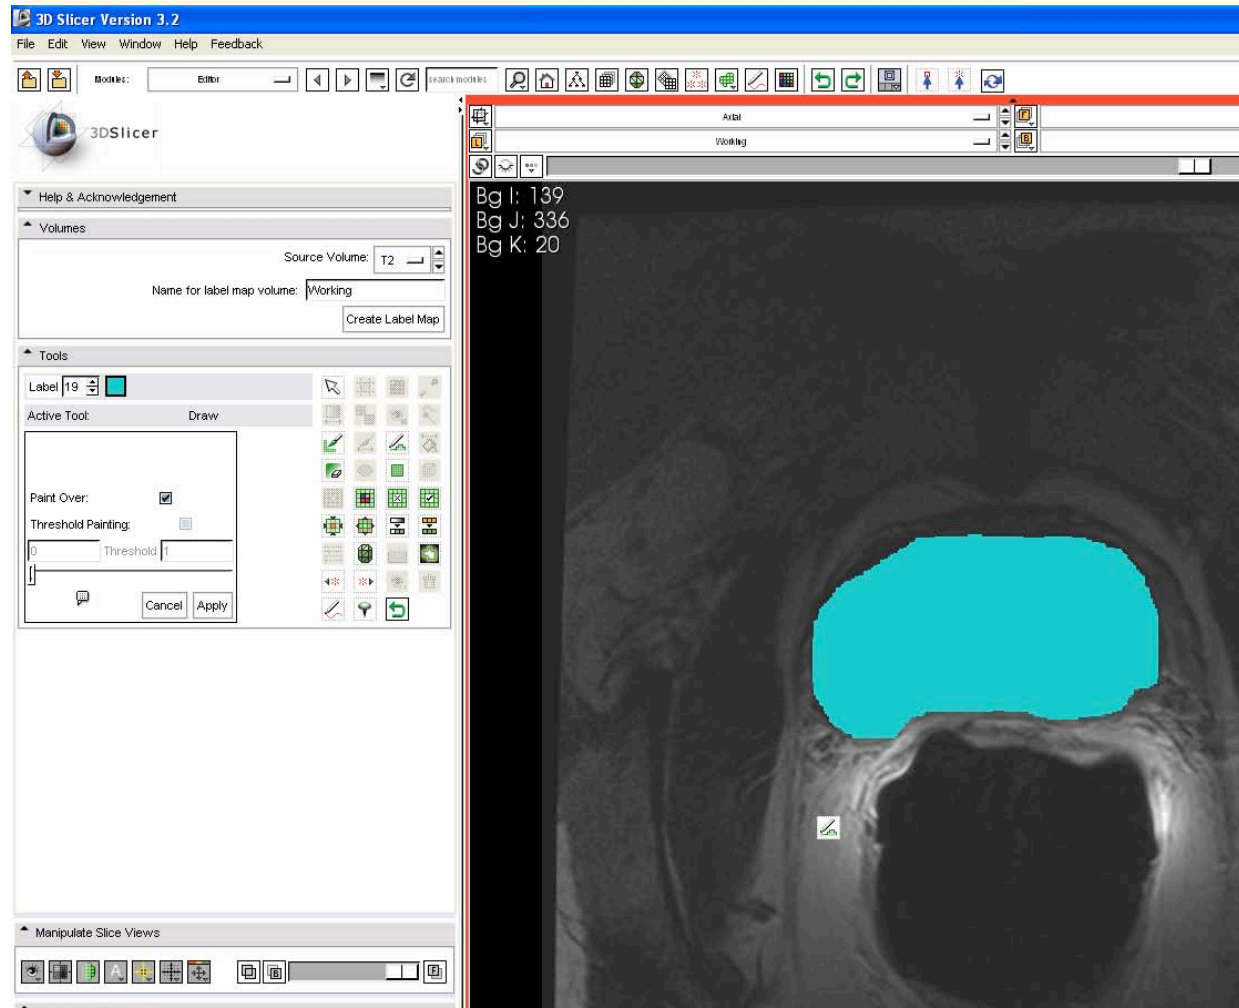 3D Slicer Version 3.2
File Edit View Window Help Feedback
Modules: Editor search modules
3DSlicer
Axial
Working
Help & Acknowledgement
Bg I: 139
Bg J: 336
Bg K: 20
Volumes
Source Volume: T2
Name for label map volume: Working
Create Label Map
Tools
Label 19
Active Tool: Draw
Paint Over:
Threshold Painting:
0 Threshold 1
Cancel Apply
Manipulate Slice Views